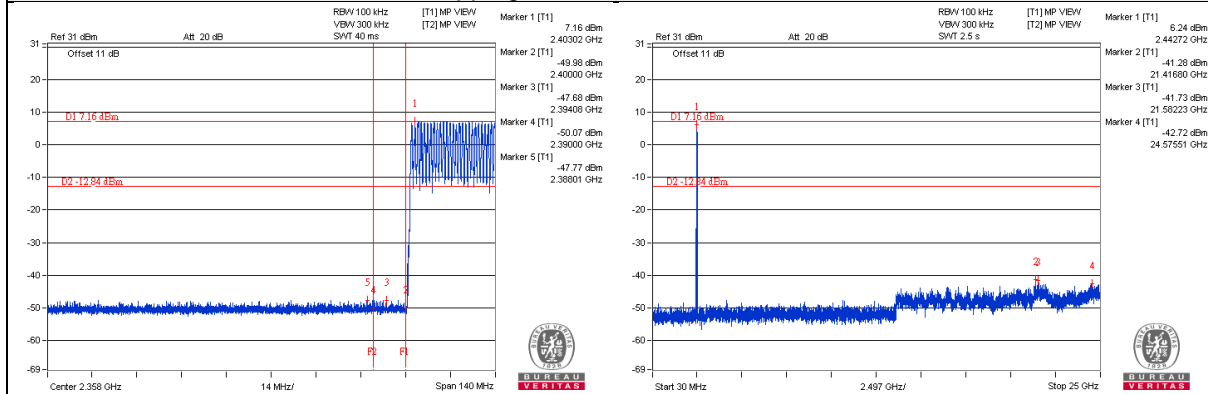 RBW 100 kHz [T1] MP VIEW
VBW 300 kHz [T2] MP VIEW
Ref 31 dBm Att 20 dB SWT 40 ms
Offset 11 dB
31
20
10
0
-10
-20
-30
-40
-50
-60
-69
D1 7.16 dBm
D2 -12.84 dBm
1
5
4
3
2
F2
F1
Center 2.358 GHz 14 MHz/ Span 140 MHz
Marker 1 [T1]
7.16 dBm
2.40302 GHz
Marker 2 [T1]
-49.98 dBm
2.40000 GHz
Marker 3 [T1]
-47.68 dBm
2.39408 GHz
Marker 4 [T1]
-50.07 dBm
2.39000 GHz
Marker 5 [T1]
-47.77 dBm
2.38801 GHz
BUREAU VERITAS
1828
BUREAU
VERITAS
RBW 100 kHz [T1] MP VIEW
VBW 300 kHz [T2] MP VIEW
Ref 31 dBm Att 20 dB SWT 2.5 s
Offset 11 dB
31
20
10
0
-10
-20
-30
-40
-50
-60
-69
D1 7.16 dBm
D2 -12.84 dBm
1
2
3
4
Start 30 MHz 2.497 GHz/ Stop 25 GHz
Marker 1 [T1]
6.24 dBm
2.44272 GHz
Marker 2 [T1]
-41.28 dBm
21.41680 GHz
Marker 3 [T1]
-41.73 dBm
21.58223 GHz
Marker 4 [T1]
-42.72 dBm
24.57551 GHz
BUREAU VERITAS
1828
BUREAU
VERITAS